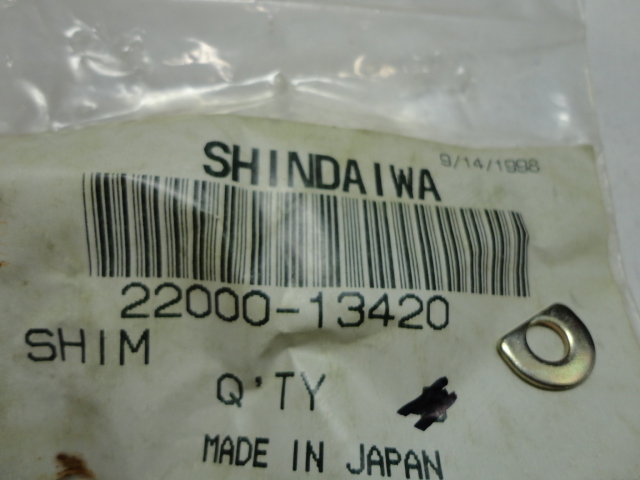 SHINDAIWA 9/14/1998
22000-13420
SHIM
Q'TY
MADE IN JAPAN